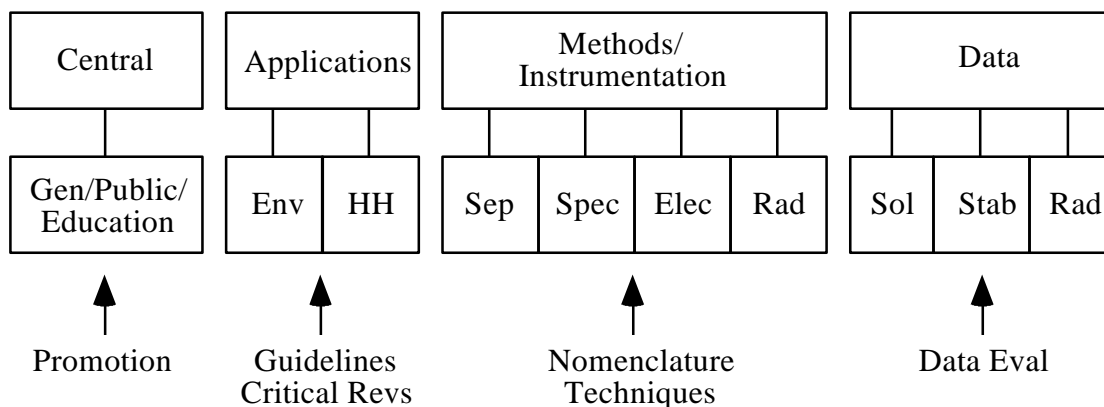 Central
Applications
Methods/
Instrumentation
Data
Gen/Public/
Education
Env
HH
Sep
Spec
Elec
Rad
Sol
Stab
Rad
Promotion
Guidelines
Critical Revs
Nomenclature
Techniques
Data Eval